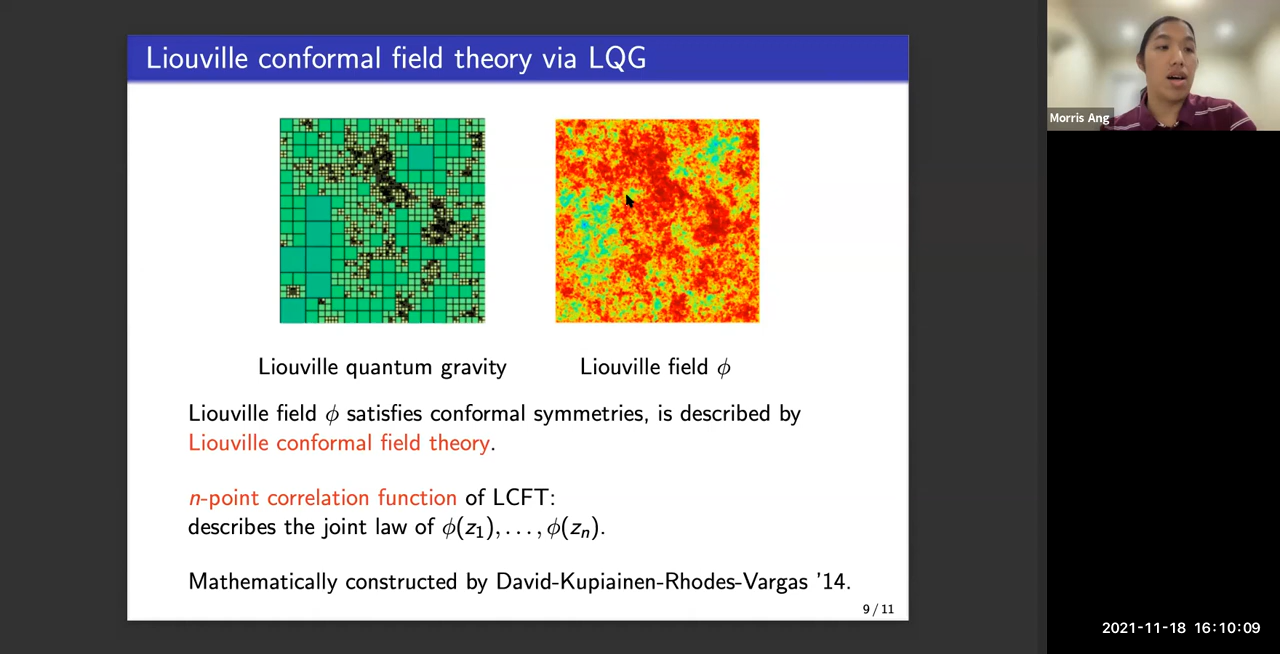 Liouville conformal field theory via LQG
Liouville quantum gravity
Liouville field ϕ
Liouville field ϕ satisfies conformal symmetries, is described by
Liouville conformal field theory.
n-point correlation function of LCFT:
describes the joint law of ϕ(z₁), . . . , ϕ(zₙ).
Mathematically constructed by David-Kupiainen-Rhodes-Vargas '14.
9 / 11
Morris Ang
2021-11-18 16:10:09